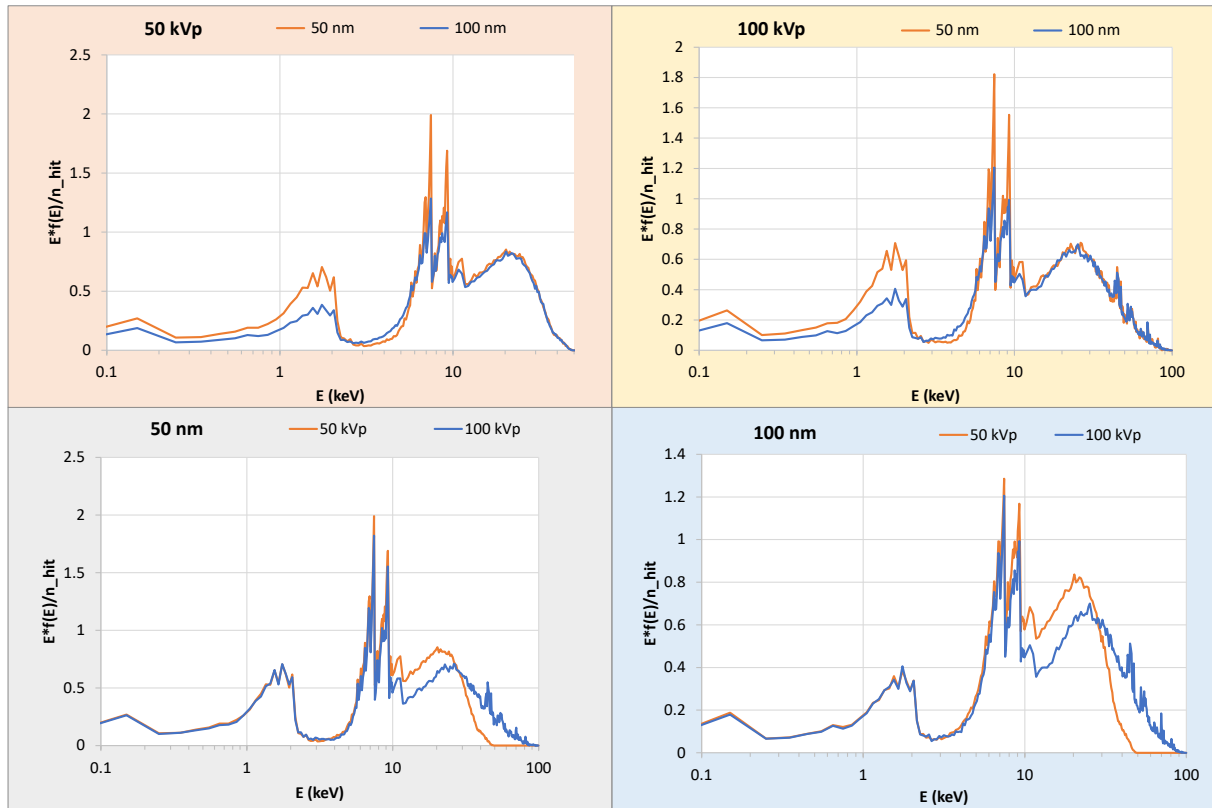 50 kVp 50 nm 100 nm
2.5
2
1.5
1
0.5
0
E*f(E)/n_hit
0.1 1 10
E (keV)
100 kVp 50 nm 100 nm
2
1.8
1.6
1.4
1.2
1
0.8
0.6
0.4
0.2
0
E*f(E)/n_hit
0.1 1 10 100
E (keV)
50 nm 50 kVp 100 kVp
2.5
2
1.5
1
0.5
0
E*f(E)/n_hit
0.1 1 10 100
E (keV)
100 nm 50 kVp 100 kVp
1.4
1.2
1
0.8
0.6
0.4
0.2
0
E*f(E)/n_hit
0.1 1 10 100
E (keV)